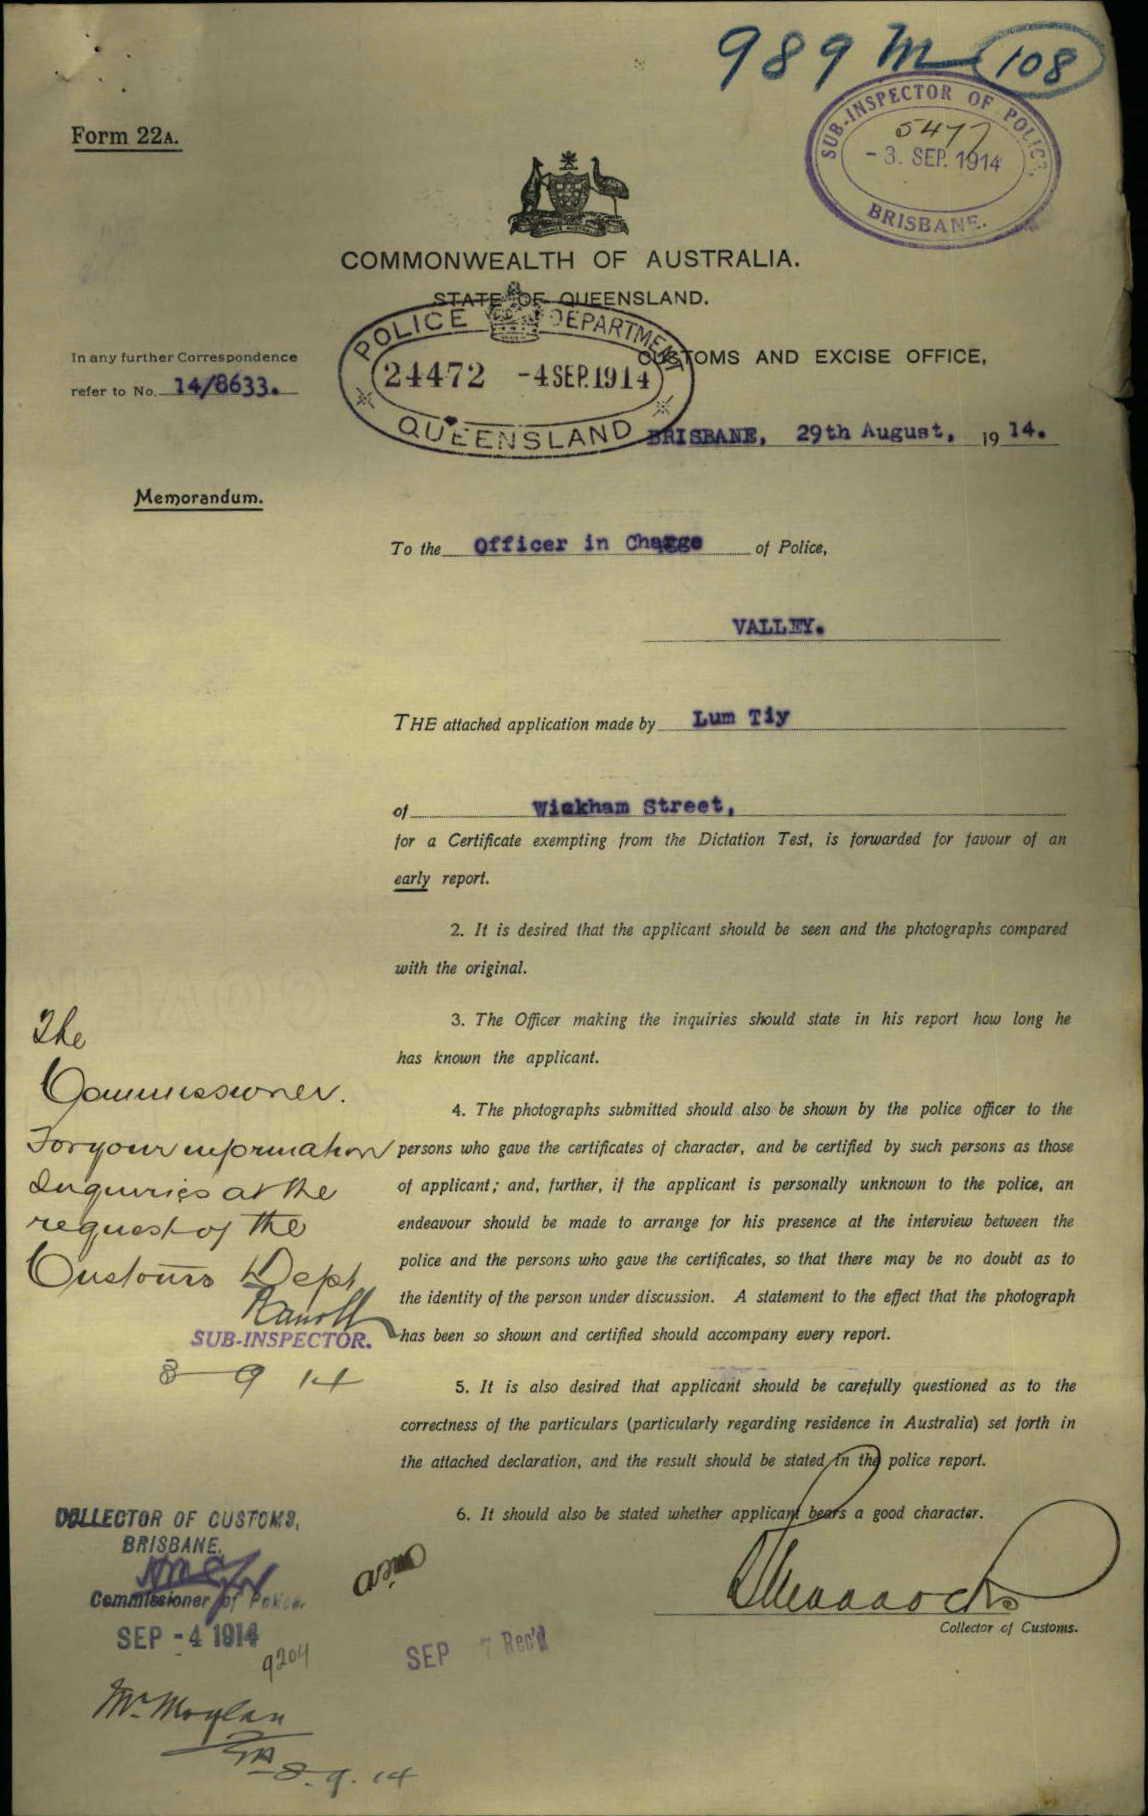 989 M 108
Form 22A.
SUB-INSPECTOR OF POLICE,
5477
- 3. SEP. 1914
BRISBANE.
COMMONWEALTH OF AUSTRALIA.
STATE OF QUEENSLAND.
POLICE DEPARTMENT
24472 -4 SEP. 1914
QUEENSLAND
In any further Correspondence
refer to No. 14/8633.
CUSTOMS AND EXCISE OFFICE,
BRISBANE, 29th August, 1914.
Memorandum.
To the Officer in Charge of Police,
VALLEY.
THE attached application made by Lum Tiy
of Wickham Street,
for a Certificate exempting from the Dictation Test, is forwarded for favour of an
early report.
2. It is desired that the applicant should be seen and the photographs compared
with the original.
3. The Officer making the inquiries should state in his report how long he
has known the applicant.
4. The photographs submitted should also be shown by the police officer to the
persons who gave the certificates of character, and be certified by such persons as those
of applicant; and, further, if the applicant is personally unknown to the police, an
endeavour should be made to arrange for his presence at the interview between the
police and the persons who gave the certificates, so that there may be no doubt as to
the identity of the person under discussion. A statement to the effect that the photograph
has been so shown and certified should accompany every report.
5. It is also desired that applicant should be carefully questioned as to the
correctness of the particulars (particularly regarding residence in Australia) set forth in
the attached declaration, and the result should be stated in the police report.
6. It should also be stated whether applicant bears a good character.
Collector of Customs.
The
Commissioner.
For your information
Inquiries at the
request of the
Customs Dept
SUB-INSPECTOR.
3-9 14
COLLECTOR OF CUSTOMS,
BRISBANE.
Commissioner of Police.
SEP -4 1914
9204
SEP 7 Rec'd
Mr. Moylan
8.9.14